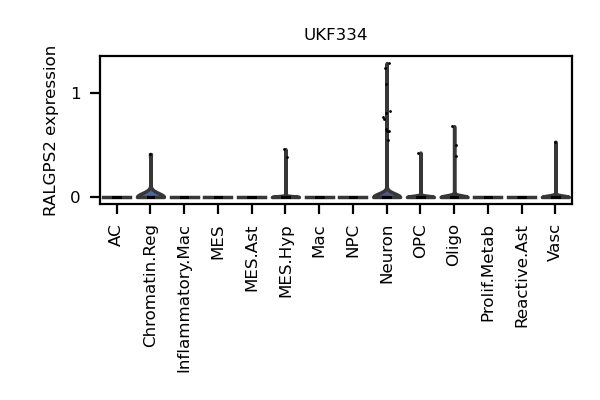 UKF334
RALGPS2 expression
1
0
AC
Chromatin.Reg
Inflammatory.Mac
MES
MES.Ast
MES.Hyp
Mac
NPC
Neuron
OPC
Oligo
Prolif.Metab
Reactive.Ast
Vasc